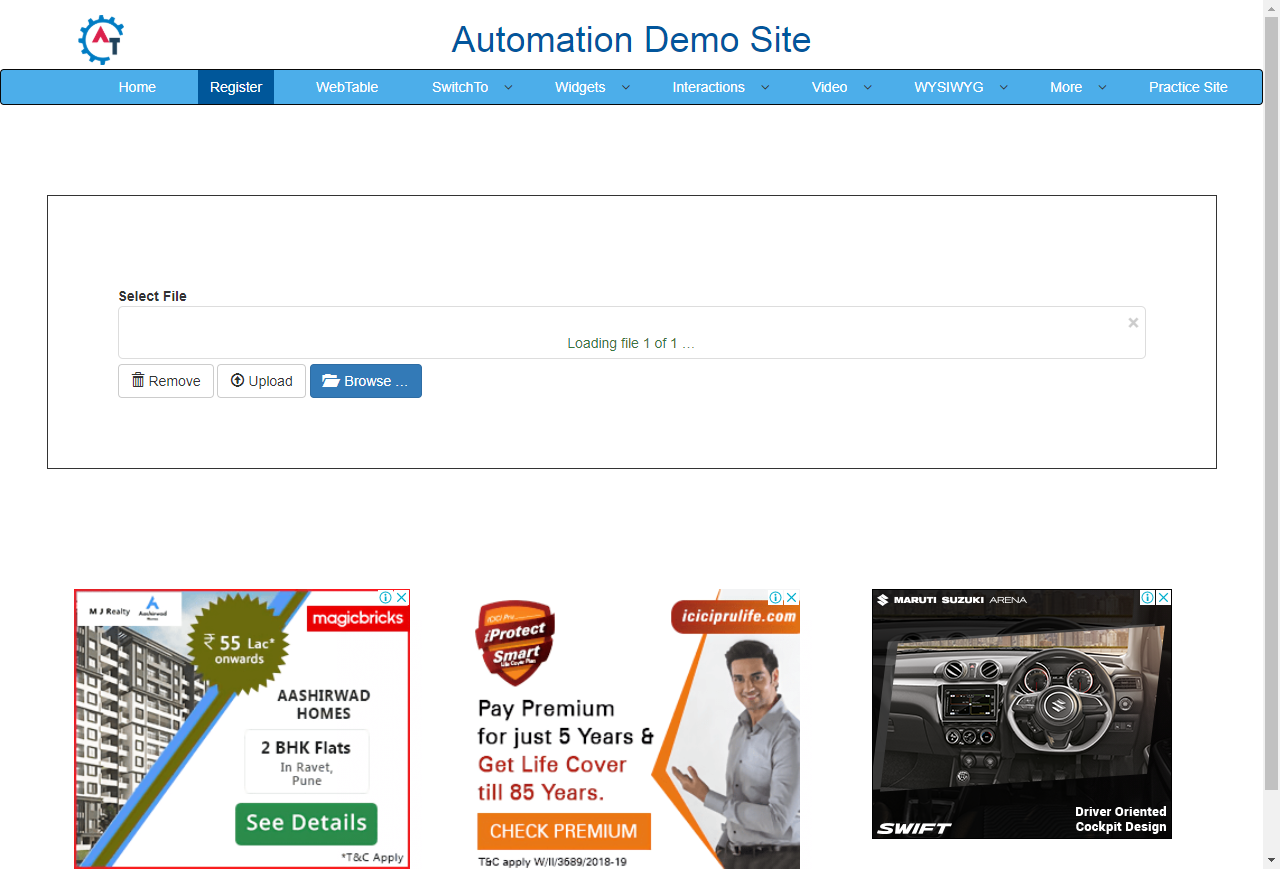 AT
Automation Demo Site
Home Register WebTable SwitchTo Widgets Interactions Video WYSIWYG More Practice Site
Select File
×
Loading file 1 of 1 ...
Remove Upload Browse ...
M J Realty Aashirwad Homes
magicbricks
₹ 55 Lac*
onwards
AASHIRWAD
HOMES
2 BHK Flats
In Ravet,
Pune
See Details
*T&C Apply
ICICI Pru
iProtect
Smart
Life Cover Plan
iciciprulife.com
Pay Premium
for just 5 Years &
Get Life Cover
till 85 Years.
CHECK PREMIUM
T&C apply W/II/3689/2018-19
MARUTI SUZUKI ARENA
Driver Oriented
Cockpit Design
SWIFT